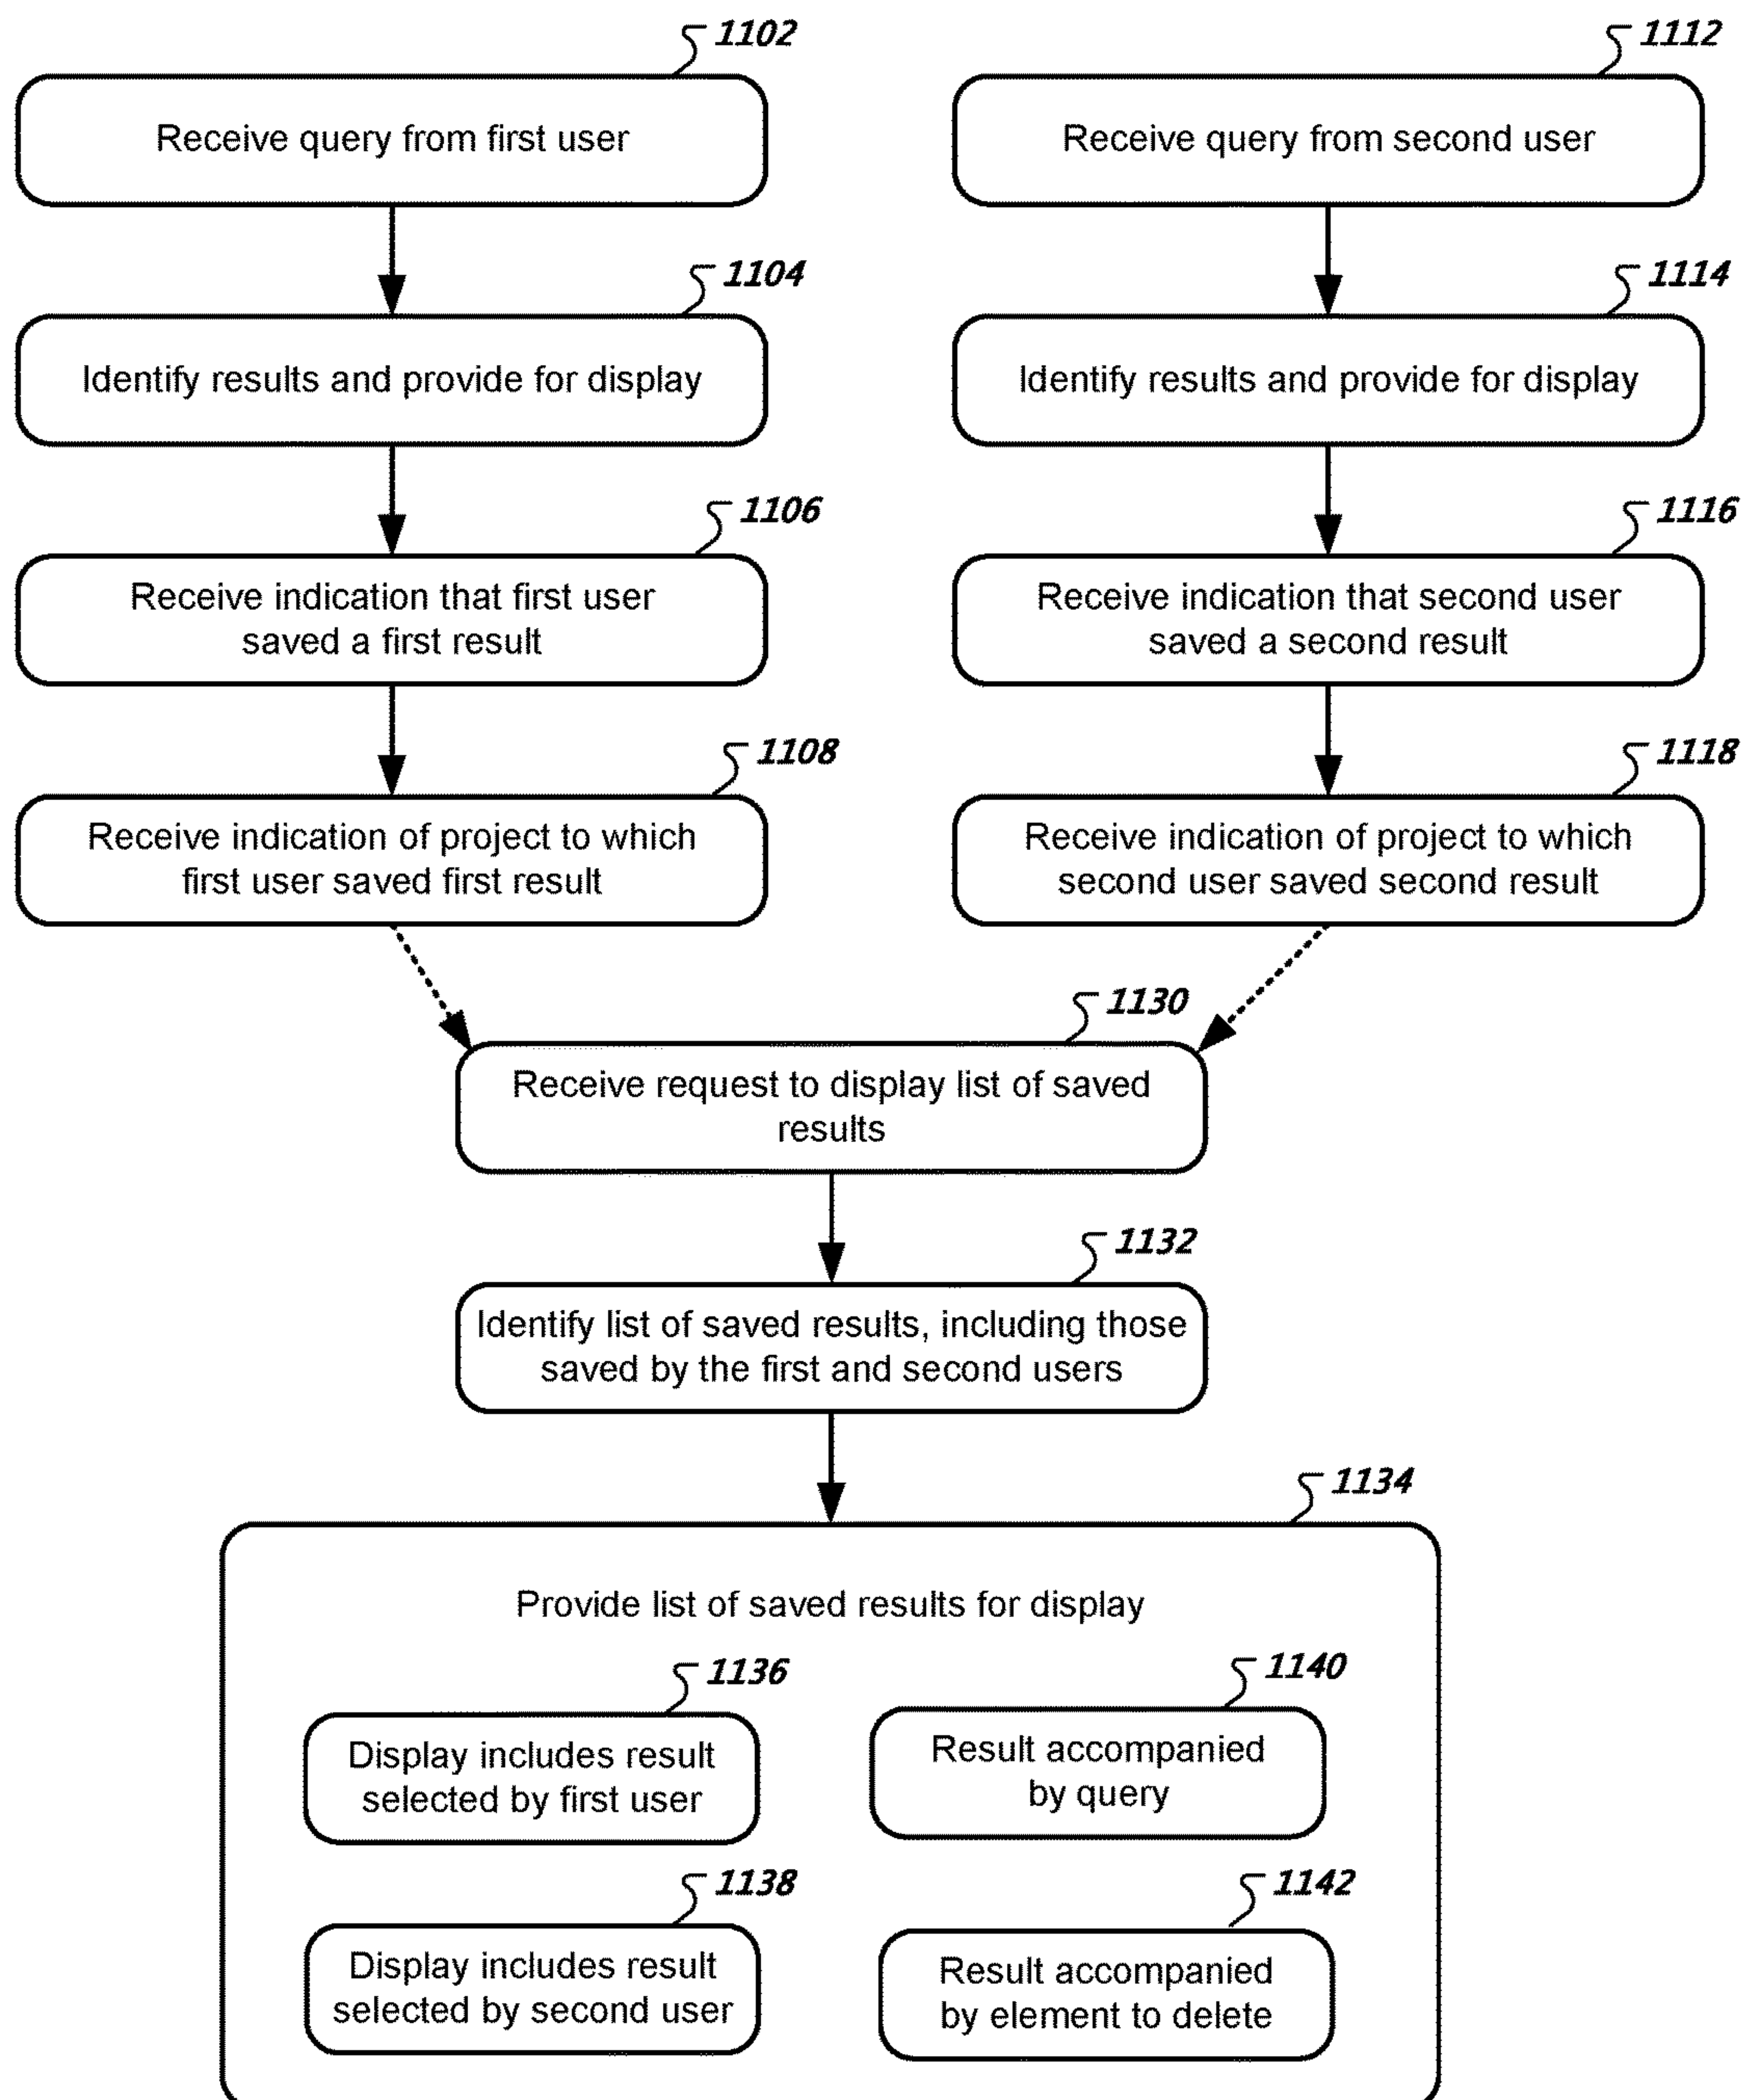 1102
Receive query from first user
1112
Receive query from second user
1104
Identify results and provide for display
1114
Identify results and provide for display
1106
Receive indication that first user
saved a first result
1116
Receive indication that second user
saved a second result
1108
Receive indication of project to which
first user saved first result
1118
Receive indication of project to which
second user saved second result
1130
Receive request to display list of saved
results
1132
Identify list of saved results, including those
saved by the first and second users
1134
Provide list of saved results for display
1136
Display includes result
selected by first user
1140
Result accompanied
by query
1138
Display includes result
selected by second user
1142
Result accompanied
by element to delete